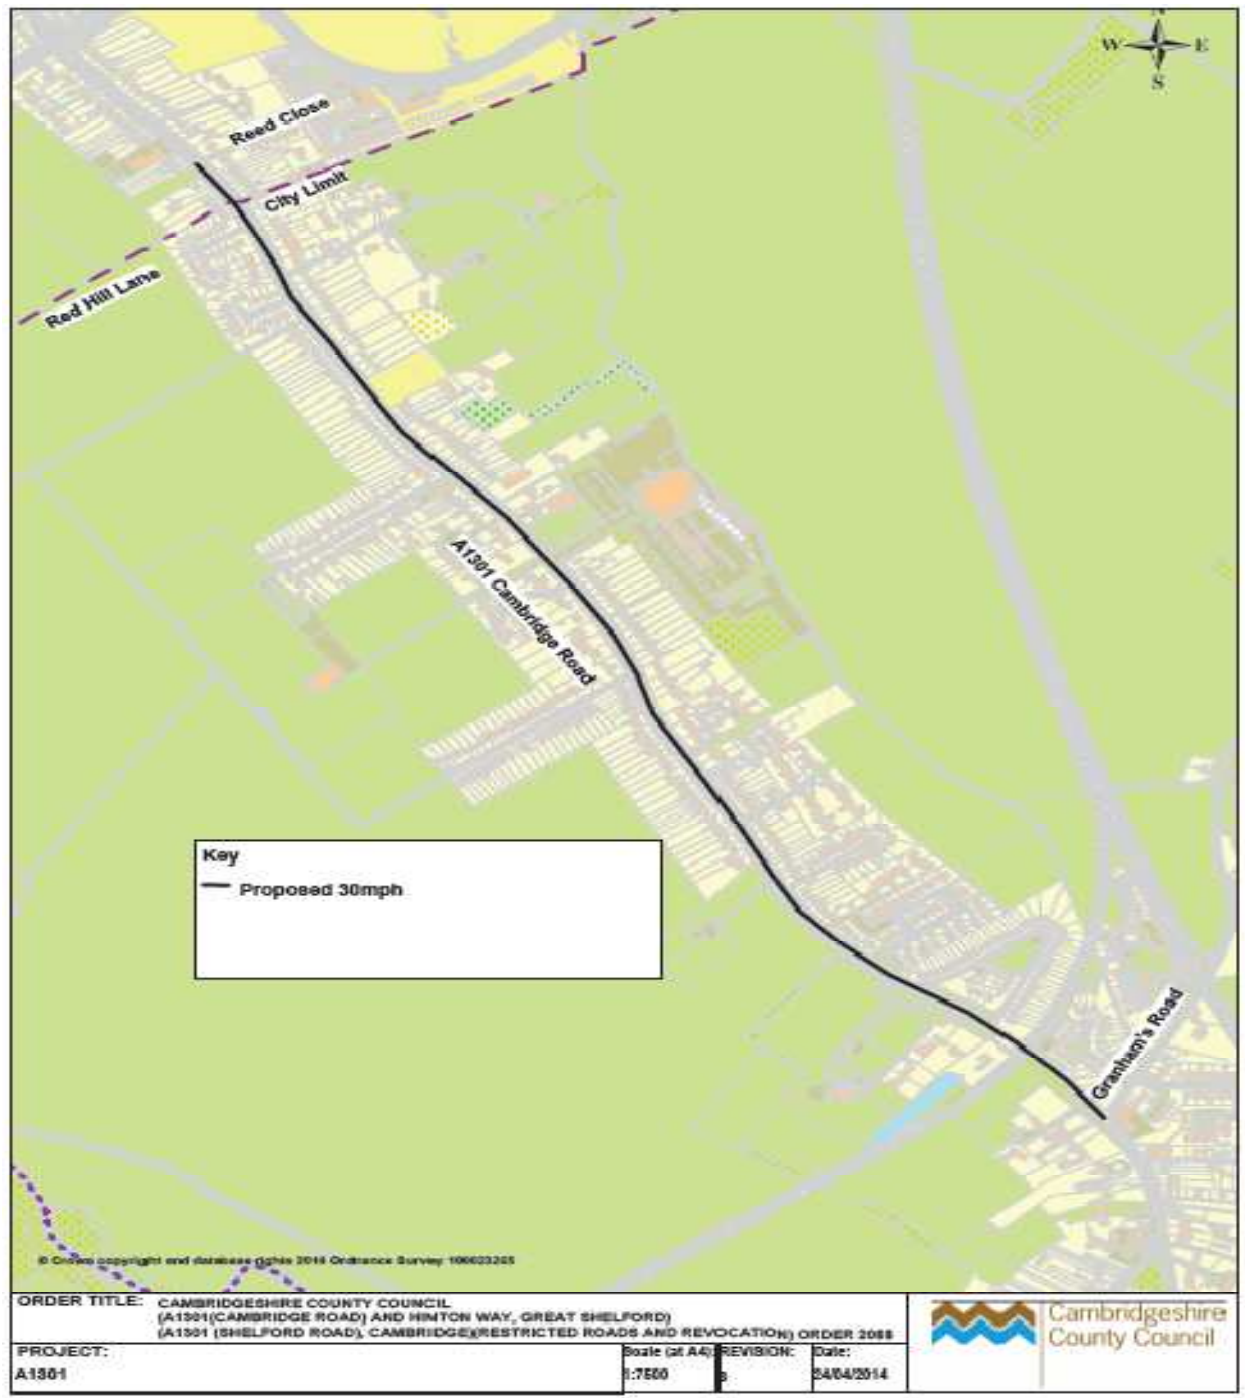 W E
S
Reed Close
City Limit
Red Hill Lane
A1301 Cambridge Road
Key
Proposed 30mph
Granham's Road
© Crown copyright and database rights 2014 Ordnance Survey 100023205
ORDER TITLE: CAMBRIDGESHIRE COUNTY COUNCIL
(A1301(CAMBRIDGE ROAD) AND HINTON WAY, GREAT SHELFORD)
(A1301 (SHELFORD ROAD), CAMBRIDGE)(RESTRICTED ROADS AND REVOCATION) ORDER
PROJECT:
A1301
Scale (at A4):
1:7500
REVISION:
Date:
24/04/2014
Cambridgeshire
County Council